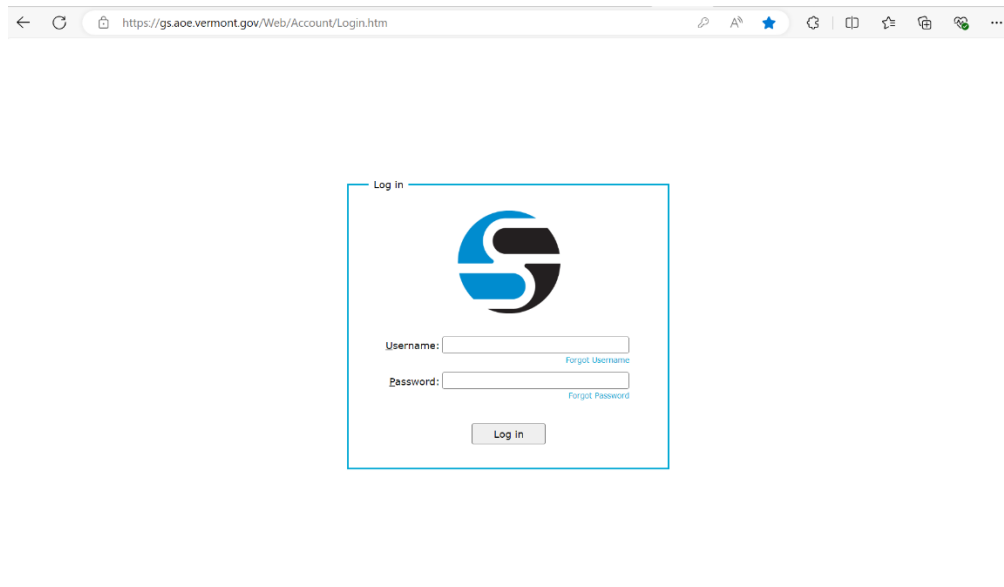 https://gs.aoe.vermont.gov/Web/Account/Login.htm
Log in
Username:
Forgot Username
Password:
Forgot Password
Log in